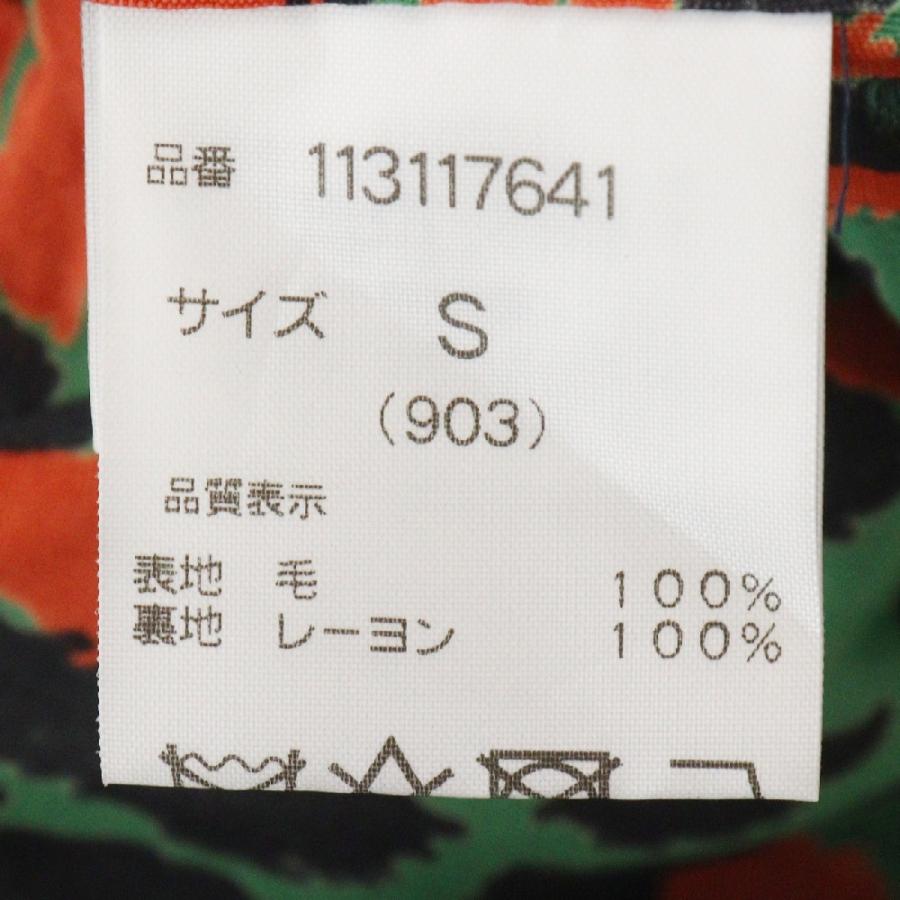 品番 113117641
サイズ S
(903)
品質表示
表地 毛 100%
裏地 レーヨン 100%